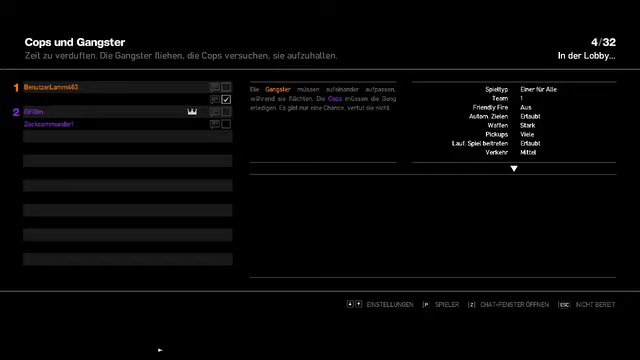 Cops und Gangster
4/32
Zeit zu verduften. Die Gangster fliehen, die Cops versuchen, sie aufzuhalten.
In der Lobby...
1 BenutzerLamm463
2
Zockcommander1
Die Gangster müssen aufeinander aufpassen,
während sie flüchten. Die Cops müssen die Gang
erledigen. Es gibt nur eine Chance, vertut sie nicht.
Spieltyp Einer für Alle
Team 1
Friendly Fire Aus
Autom. Zielen Erlaubt
Waffen Stark
Pickups Viele
Lauf. Spiel beitreten Erlaubt
Verkehr Mittel
EINSTELLUNGEN P SPIELER Z CHAT-FENSTER ÖFFNEN ESC NICHT BEREIT